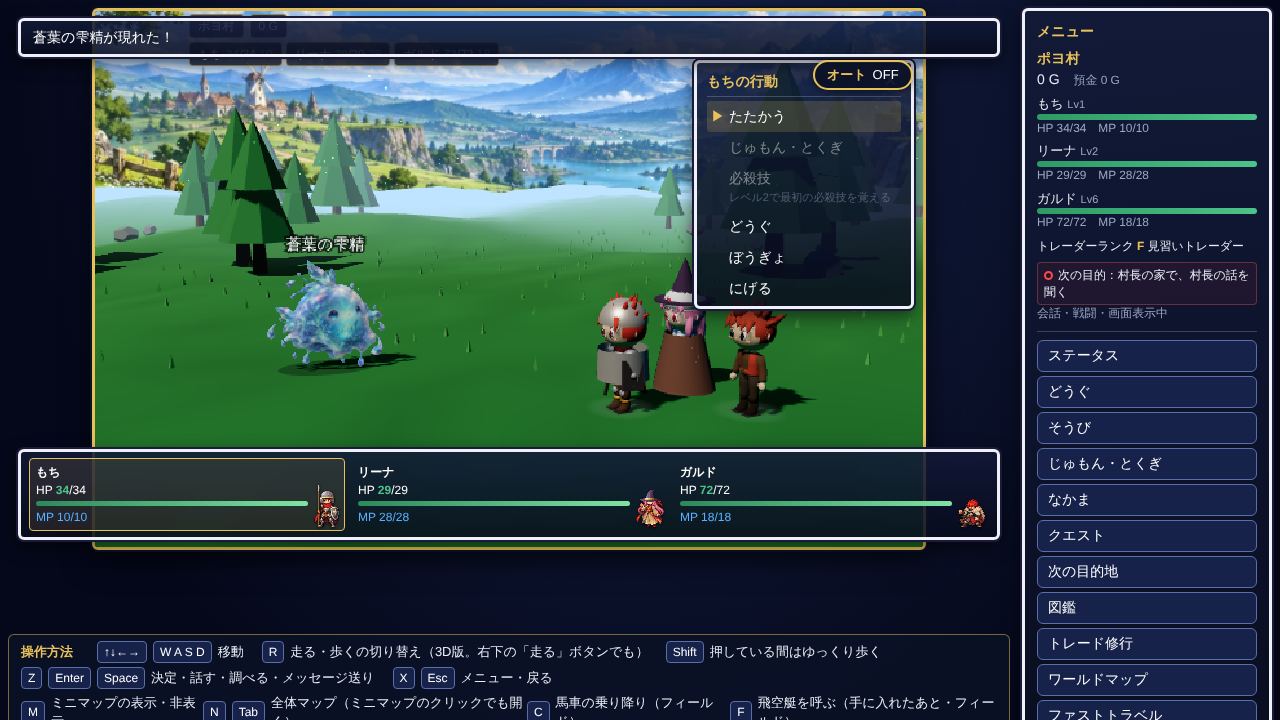 蒼葉の雫精が現れた！
ポヨ村 0 G
もちの行動
オート OFF
▶ たたかう
じゅもん・とくぎ
必殺技
レベル2で最初の必殺技を覚える
どうぐ
ぼうぎょ
にげる
蒼葉の雫精
もち
HP 34/34
MP 10/10
リーナ
HP 29/29
MP 28/28
ガルド
HP 72/72
MP 18/18
メニュー
ポヨ村
0 G 預金 0 G
もち Lv1
HP 34/34 MP 10/10
リーナ Lv2
HP 29/29 MP 28/28
ガルド Lv6
HP 72/72 MP 18/18
トレーダーランク F 見習いトレーダー
次の目的：村長の家で、村長の話を
聞く
会話・戦闘・画面表示中
ステータス
どうぐ
そうび
じゅもん・とくぎ
なかま
クエスト
次の目的地
図鑑
トレード修行
ワールドマップ
ファストトラベル
操作方法 ↑↓←→ W A S D 移動 R 走る・歩くの切り替え（3D版。右下の「走る」ボタンでも） Shift 押している間はゆっくり歩く
Z Enter Space 決定・話す・調べる・メッセージ送り X Esc メニュー・戻る
M ミニマップの表示・非表示 N Tab 全体マップ（ミニマップのクリックでも開く） C 馬車の乗り降り（フィールド） F 飛空艇を呼ぶ（手に入れたあと・フィールド）